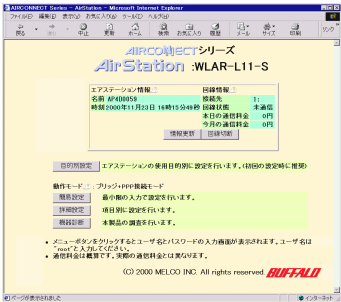 AIRCONNECT Series - AirStation - Microsoft Internet Explorer
ファイル(F) 編集(E) 表示(V) お気に入り(A) ツール(T) ヘルプ(H)
戻る 中止 更新 ホーム 検索 お気に入り 履歴 メール サイズ 印刷 リンク
AIRCONNECTシリーズ
AirStation :WLAR-L11-S
エアステーション情報 回線情報
名前 AP4D0059 接続先 1:
時刻 2000年11月23日 16時15分49秒 回線状態 未通信
本日の通信料金 0円
今月の通信料金 0円
情報更新 回線切断
目的別設定 エアステーションの使用目的別に設定を行います。(初回の設定時に推奨)
動作モード : ブリッジ+PPP接続モード
簡易設定 最小限の入力で設定を行います。
詳細設定 項目別に設定を行います。
機器診断 本製品の調査を行います。
• メニューボタンをクリックするとユーザ名とパスワードの入力画面が表示されます。ユーザ名は
"root"と入力してください。
• 通信料金は概算です。実際の通信料金とは異なります。
(C) 2000 MELCO INC. All rights reserved. BUFFALO
ページが表示されました インターネット